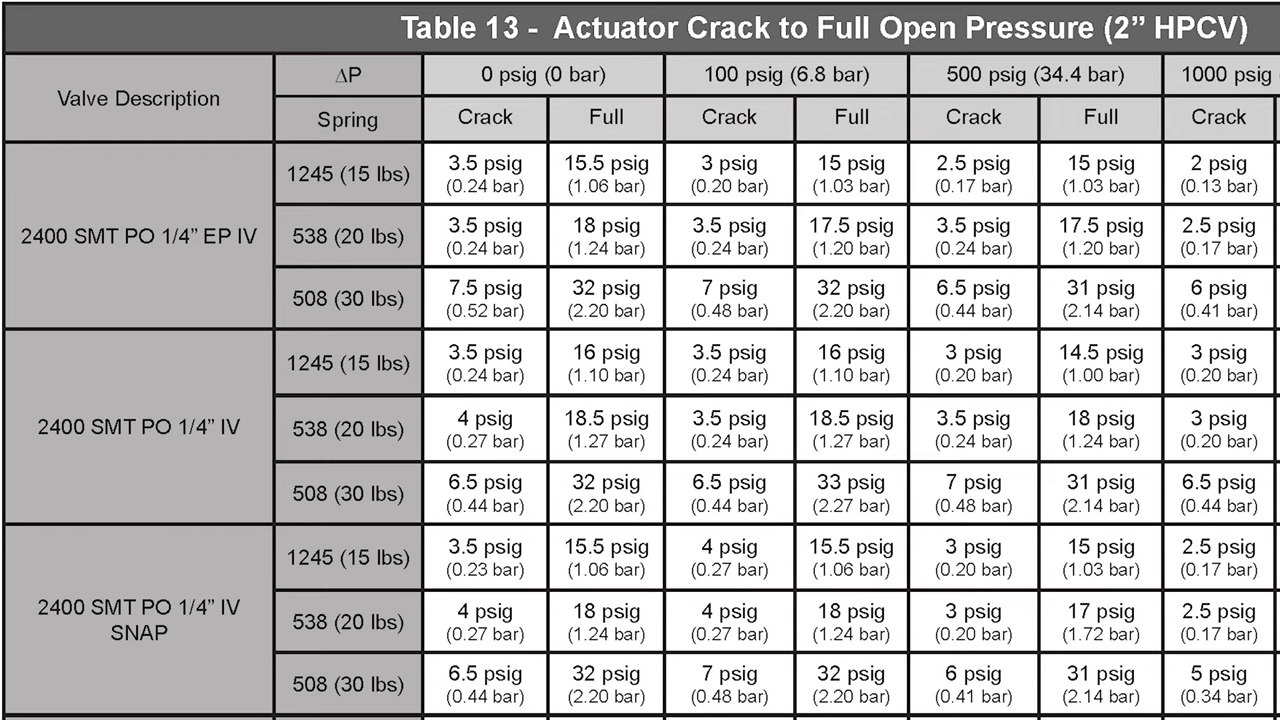 Table 13 - Actuator Crack to Full Open Pressure (2” HPCV)
Valve Description ∆P 0 psig (0 bar) 100 psig (6.8 bar) 500 psig (34.4 bar) 1000 psig (
Spring Crack Full Crack Full Crack Full Crack
2400 SMT PO 1/4” EP IV
1245 (15 lbs) 3.5 psig 15.5 psig 3 psig 15 psig 2.5 psig 15 psig 2 psig
(0.24 bar) (1.06 bar) (0.20 bar) (1.03 bar) (0.17 bar) (1.03 bar) (0.13 bar)
538 (20 lbs) 3.5 psig 18 psig 3.5 psig 17.5 psig 3.5 psig 17.5 psig 2.5 psig
(0.24 bar) (1.24 bar) (0.24 bar) (1.20 bar) (0.24 bar) (1.20 bar) (0.17 bar)
508 (30 lbs) 7.5 psig 32 psig 7 psig 32 psig 6.5 psig 31 psig 6 psig
(0.52 bar) (2.20 bar) (0.48 bar) (2.20 bar) (0.44 bar) (2.14 bar) (0.41 bar)
2400 SMT PO 1/4” IV
1245 (15 lbs) 3.5 psig 16 psig 3.5 psig 16 psig 3 psig 14.5 psig 3 psig
(0.24 bar) (1.10 bar) (0.24 bar) (1.10 bar) (0.20 bar) (1.00 bar) (0.20 bar)
538 (20 lbs) 4 psig 18.5 psig 3.5 psig 18.5 psig 3.5 psig 18 psig 3 psig
(0.27 bar) (1.27 bar) (0.24 bar) (1.27 bar) (0.24 bar) (1.24 bar) (0.20 bar)
508 (30 lbs) 6.5 psig 32 psig 6.5 psig 33 psig 7 psig 31 psig 6.5 psig
(0.44 bar) (2.20 bar) (0.44 bar) (2.27 bar) (0.48 bar) (2.14 bar) (0.44 bar)
2400 SMT PO 1/4” IV
SNAP
1245 (15 lbs) 3.5 psig 15.5 psig 4 psig 15.5 psig 3 psig 15 psig 2.5 psig
(0.23 bar) (1.06 bar) (0.27 bar) (1.06 bar) (0.20 bar) (1.03 bar) (0.17 bar)
538 (20 lbs) 4 psig 18 psig 4 psig 18 psig 3 psig 17 psig 2.5 psig
(0.27 bar) (1.24 bar) (0.27 bar) (1.24 bar) (0.20 bar) (1.72 bar) (0.17 bar)
508 (30 lbs) 6.5 psig 32 psig 7 psig 32 psig 6 psig 31 psig 5 psig
(0.44 bar) (2.20 bar) (0.48 bar) (2.20 bar) (0.41 bar) (2.14 bar) (0.34 bar)